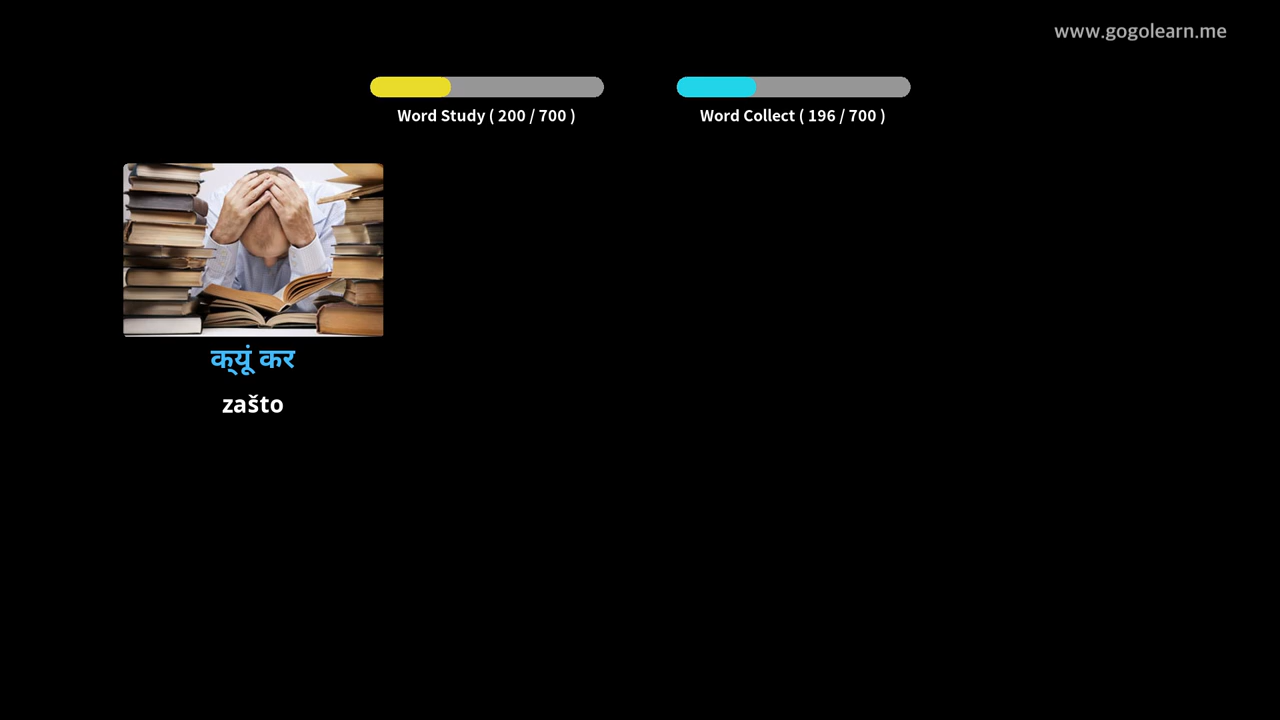 www.gogolearn.me
Word Study ( 200 / 700 )
Word Collect ( 196 / 700 )
क्यूं कर
zašto